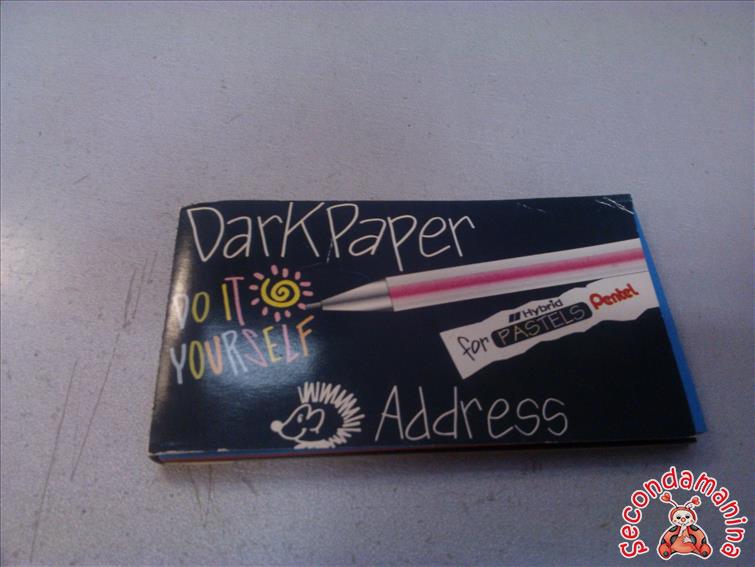 DarkPaper
DO IT
YOURSELF
for Hybrid PASTELS Pentel
Address
secondamanina